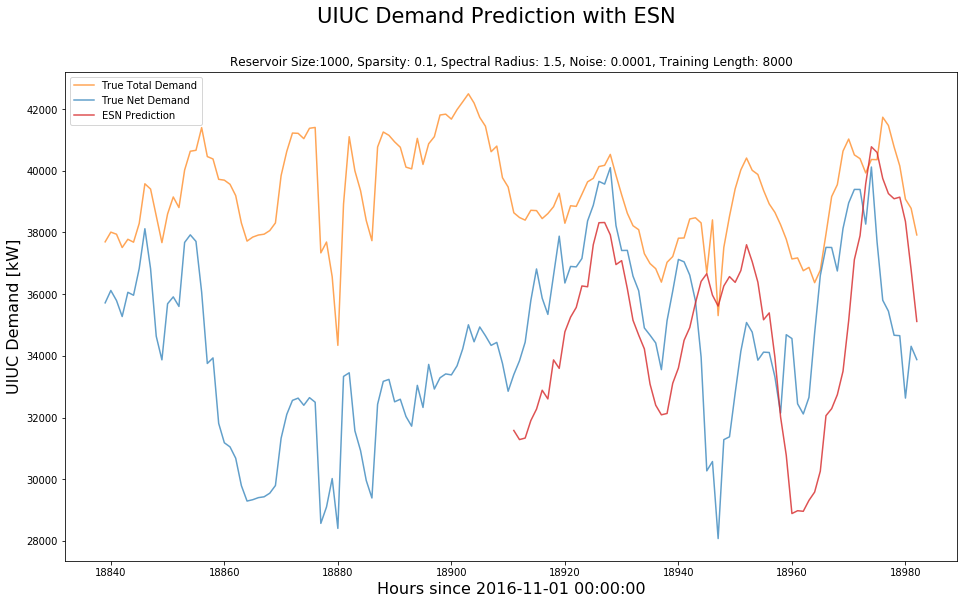 UIUC Demand Prediction with ESN
Reservoir Size:1000, Sparsity: 0.1, Spectral Radius: 1.5, Noise: 0.0001, Training Length: 8000
True Total Demand
True Net Demand
ESN Prediction
UIUC Demand [kW]
42000
40000
38000
36000
34000
32000
30000
28000
18840 18860 18880 18900 18920 18940 18960 18980
Hours since 2016-11-01 00:00:00